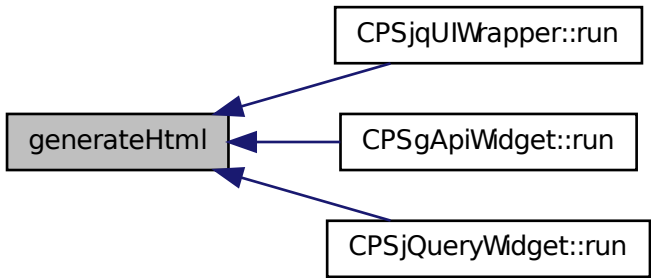 CPSjqUIWrapper::run
generateHtml
CPSgApiWidget::run
CPSjQueryWidget::run